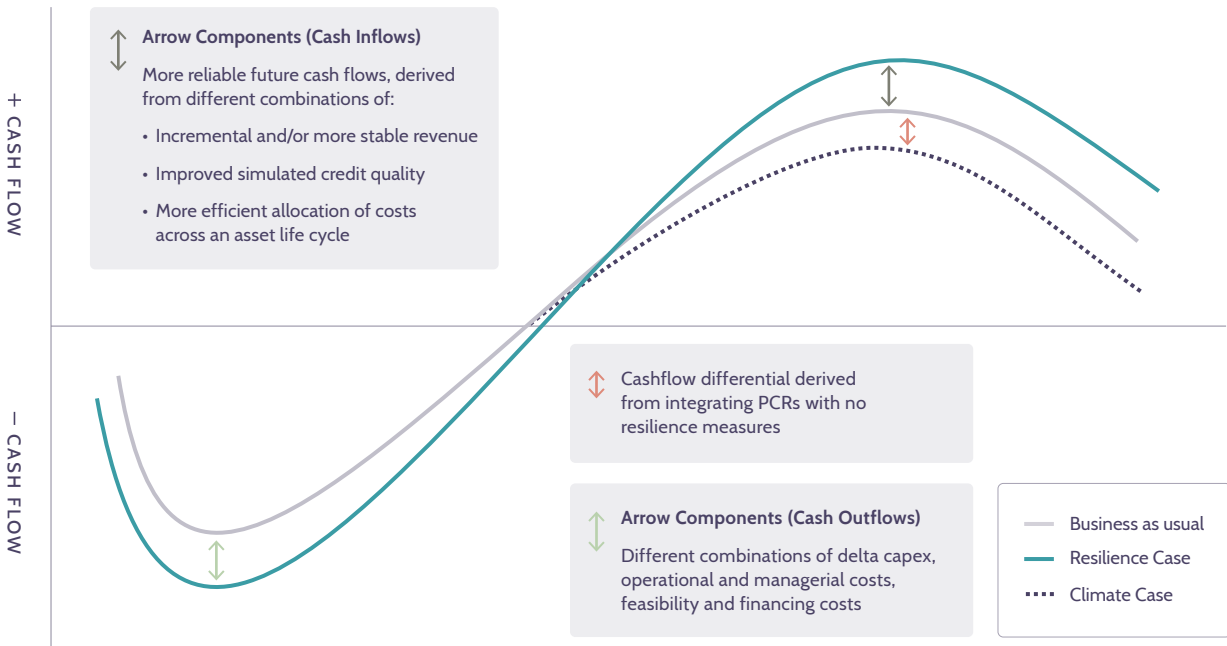 + CASH FLOW
Arrow Components (Cash Inflows)
More reliable future cash flows, derived
from different combinations of:
• Incremental and/or more stable revenue
• Improved simulated credit quality
• More efficient allocation of costs
across an asset life cycle
− CASH FLOW
Cashflow differential derived
from integrating PCRs with no
resilience measures
Arrow Components (Cash Outflows)
Different combinations of delta capex,
operational and managerial costs,
feasibility and financing costs
Business as usual
Resilience Case
Climate Case